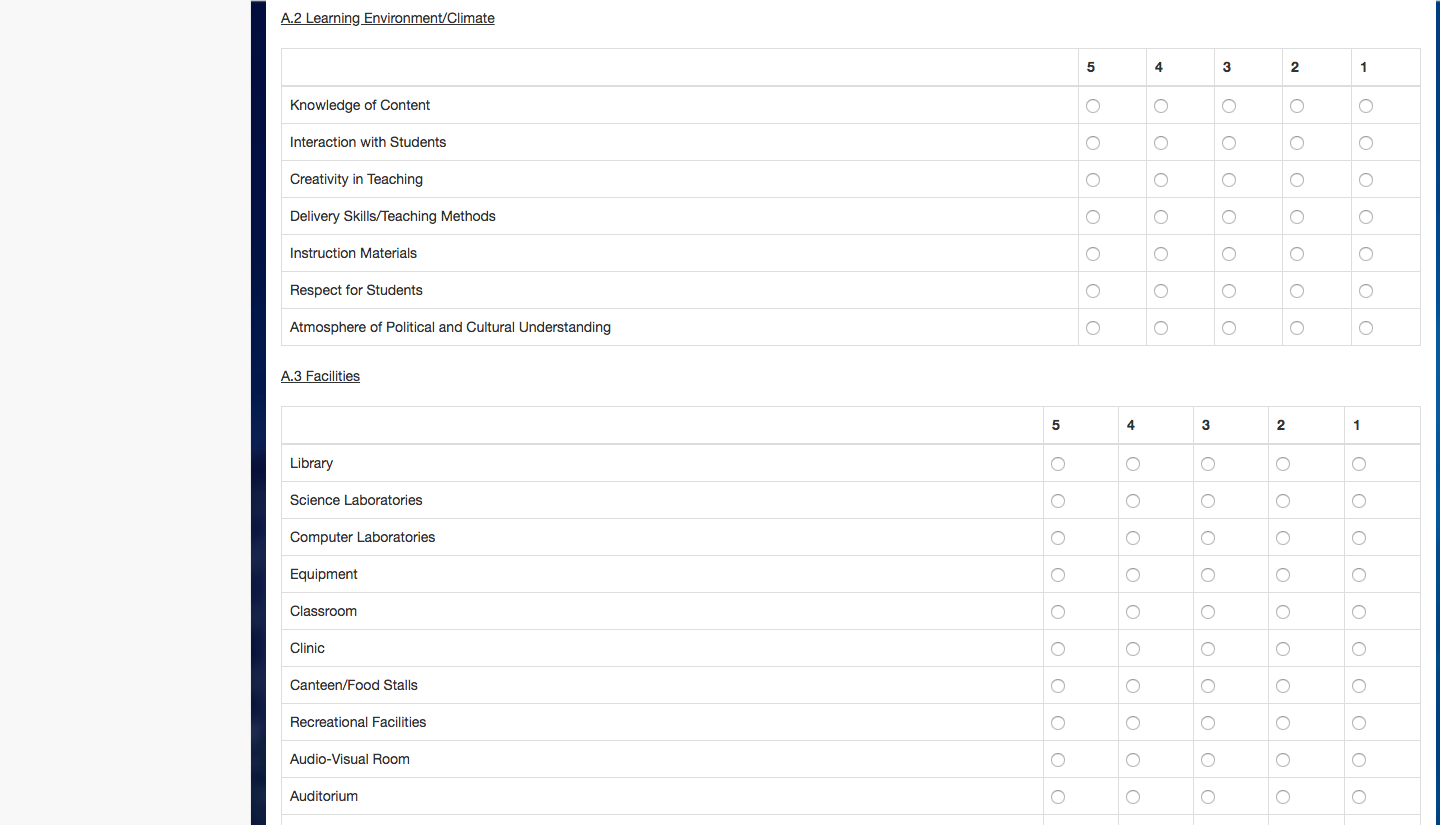 A.2 Learning Environment/Climate
5 4 3 2 1
Knowledge of Content
Interaction with Students
Creativity in Teaching
Delivery Skills/Teaching Methods
Instruction Materials
Respect for Students
Atmosphere of Political and Cultural Understanding
A.3 Facilities
5 4 3 2 1
Library
Science Laboratories
Computer Laboratories
Equipment
Classroom
Clinic
Canteen/Food Stalls
Recreational Facilities
Audio-Visual Room
Auditorium